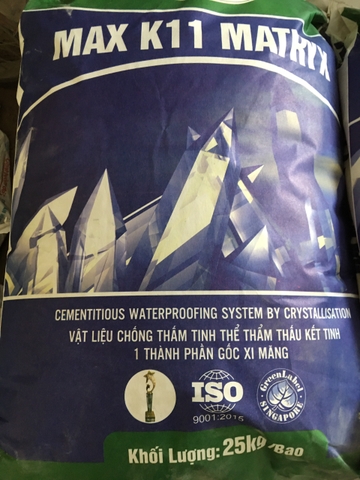 MAX K11 MATRYX
CEMENTITIOUS WATERPROOFING SYSTEM BY CRYSTALLISATION
VẬT LIỆU CHỐNG THẤM TINH THỂ THẨM THẤU KẾT TINH
1 THÀNH PHẦN GỐC XI MĂNG
ISO
9001:2015
GreenLabel
SINGAPORE
Khối Lượng: 25kg /Bao